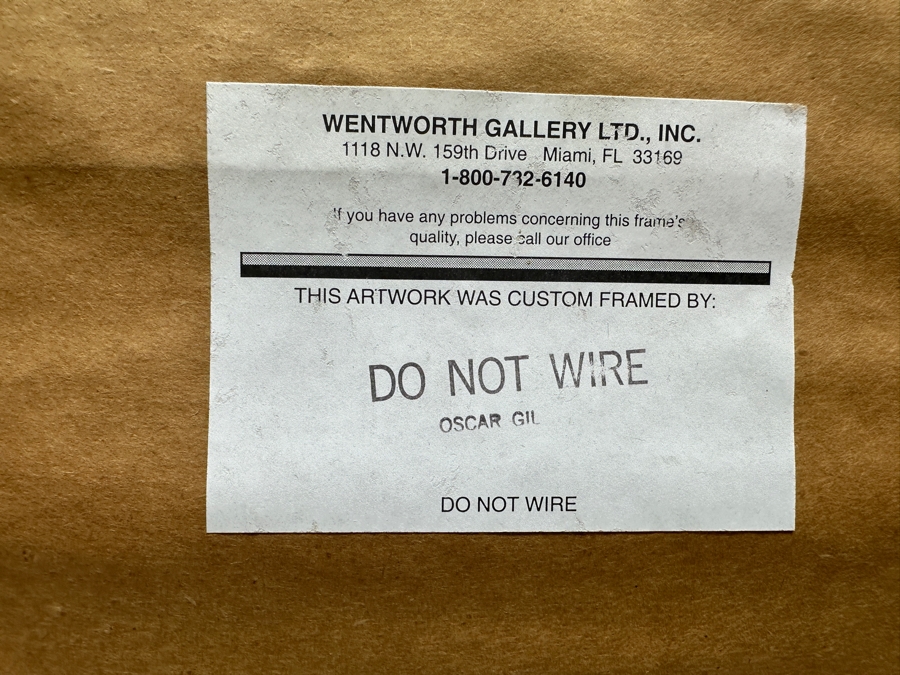 WENTWORTH GALLERY LTD., INC.
1118 N.W. 159th Drive Miami, FL 33169
1-800-732-6140
If you have any problems concerning this frame's
quality, please call our office
THIS ARTWORK WAS CUSTOM FRAMED BY:
DO NOT WIRE
OSCAR GIL
DO NOT WIRE